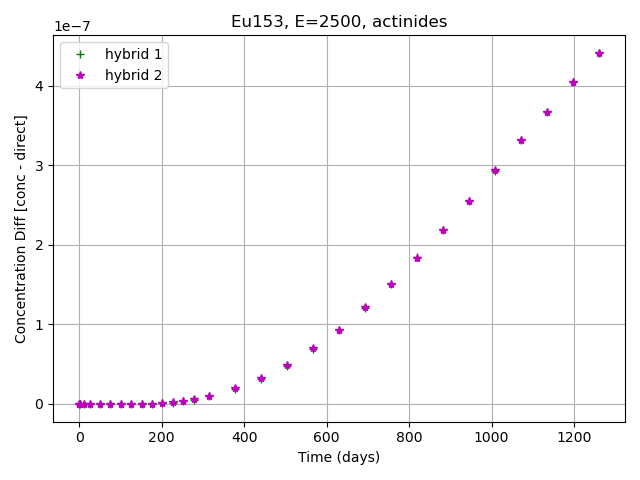 Eu153, E=2500, actinides
1e−7
hybrid 1
hybrid 2
Concentration Diff [conc - direct]
4
3
2
1
0
0 200 400 600 800 1000 1200
Time (days)